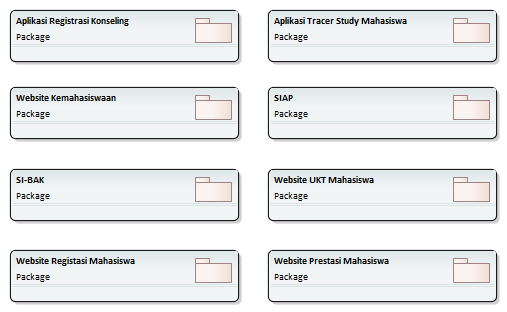 Aplikasi Registrasi Konseling
Package
Aplikasi Tracer Study Mahasiswa
Package
Website Kemahasiswaan
Package
SIAP
Package
SI-BAK
Package
Website UKT Mahasiswa
Package
Website Registasi Mahasiswa
Package
Website Prestasi Mahasiswa
Package